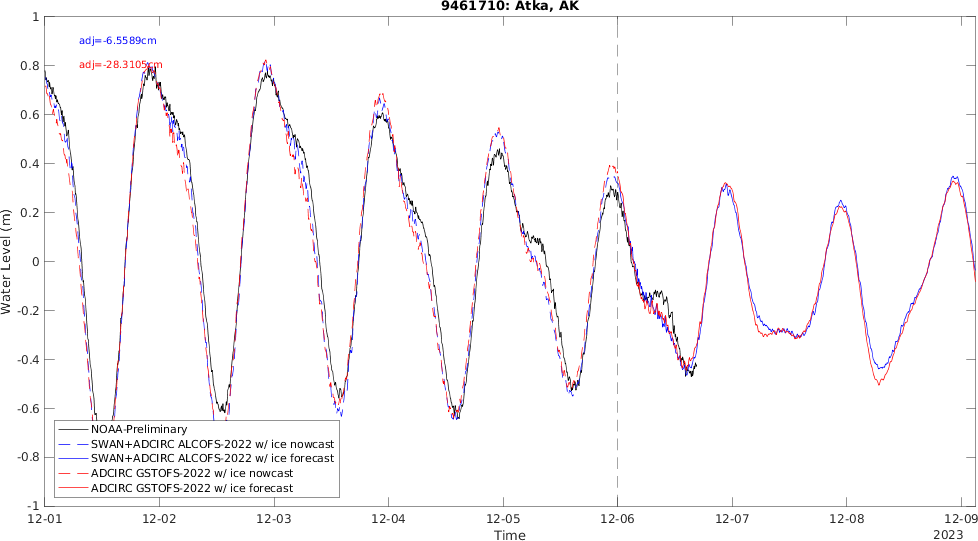 9461710: Atka, AK
adj=-6.5589cm
adj=-28.3105cm
Water Level (m)
1
0.8
0.6
0.4
0.2
0
-0.2
-0.4
-0.6
-0.8
-1
NOAA-Preliminary
SWAN+ADCIRC ALCOFS-2022 w/ ice nowcast
SWAN+ADCIRC ALCOFS-2022 w/ ice forecast
ADCIRC GSTOFS-2022 w/ ice nowcast
ADCIRC GSTOFS-2022 w/ ice forecast
12-01 12-02 12-03 12-04 12-05 12-06 12-07 12-08 12-09
Time
2023